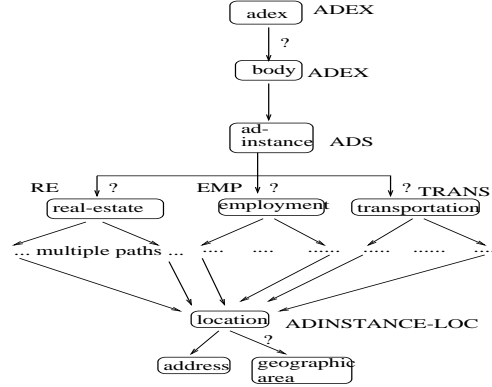 adex ADEX
?
body ADEX
ad-
instance ADS
RE ? EMP ? ? TRANS
real-estate employment transportation
... multiple paths ... .... .... .... .... ...... ....
location ADINSTANCE-LOC
?
address geographic
area